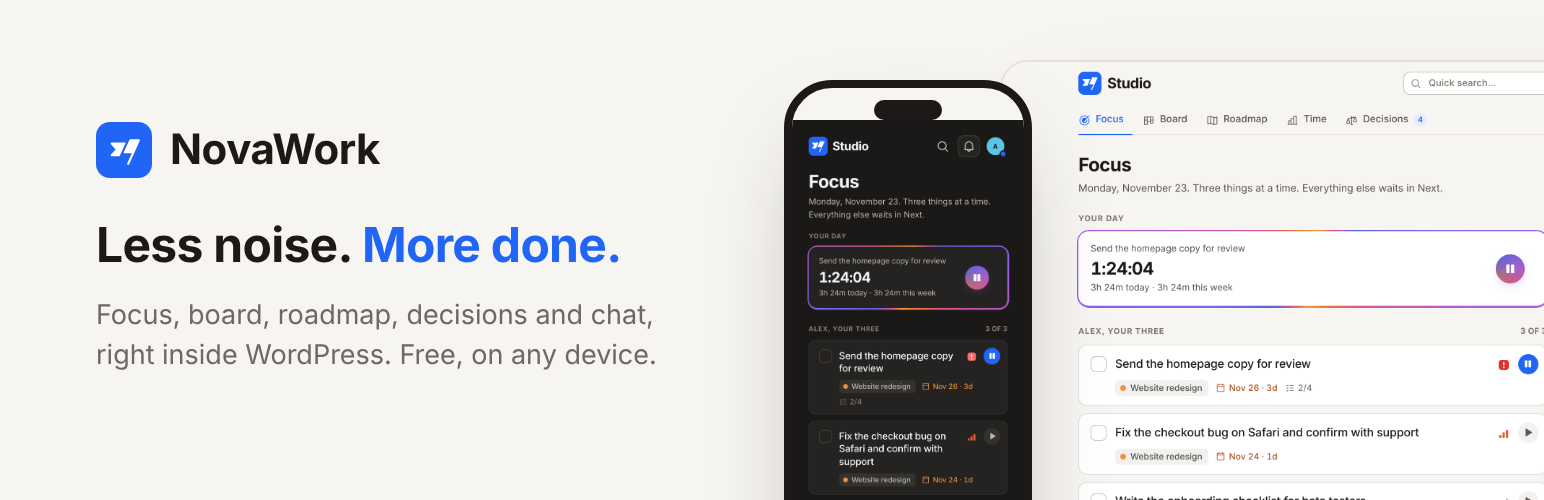 NovaWork
Less noise. More done.
Focus, board, roadmap, decisions and chat,
right inside WordPress. Free, on any device.
Studio
A
Focus
Monday, November 23. Three things at a time.
Everything else waits in Next.
YOUR DAY
Send the homepage copy for review
1:24:04
3h 24m today · 3h 24m this week
ALEX, YOUR THREE
3 OF 3
Send the homepage copy
for review
Website redesign
Nov 26 · 3d
2/4
Fix the checkout bug on
Safari and confirm with
support
Website redesign
Nov 24 · 1d
Studio
Quick search...
Focus
Board
Roadmap
Time
Decisions 4
Focus
Monday, November 23. Three things at a time. Everything else waits in Next.
YOUR DAY
Send the homepage copy for review
1:24:04
3h 24m today · 3h 24m this week
ALEX, YOUR THREE
3 OF 3
Send the homepage copy for review
Website redesign
Nov 26 · 3d
2/4
Fix the checkout bug on Safari and confirm with support
Website redesign
Nov 24 · 1d
Write the onboarding checklist for beta testers